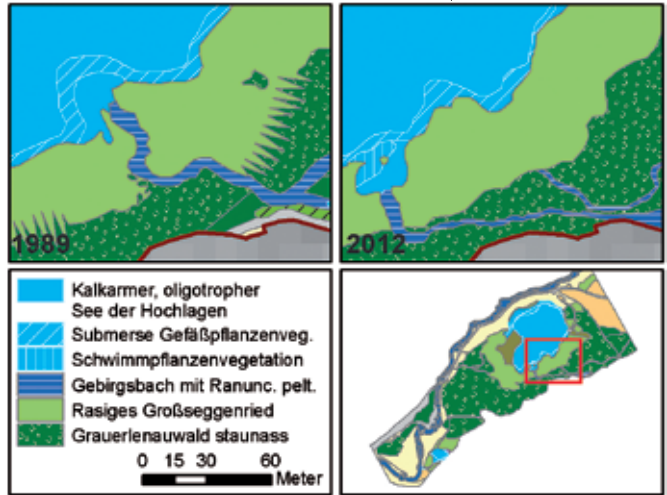 1989
2012
Kalkarmer, oligotropher
See der Hochlagen
Submerse Gefäßpflanzenveg.
Schwimmpflanzenvegetation
Gebirgsbach mit Ranunc. pelt.
Rasiges Großseggenried
Grauerlenauwald staunass
0 15 30 60
Meter